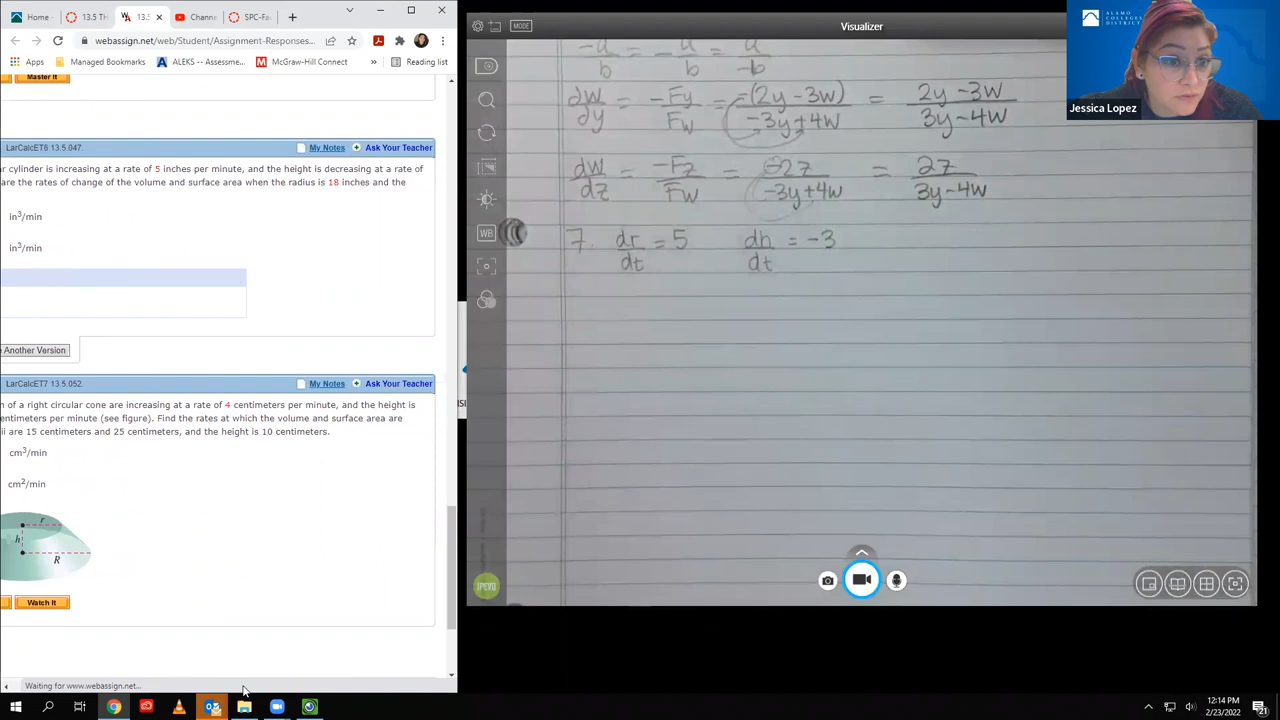 Home
13.5 TH
13.5
Channe
SPC-Fa
webassign.net/web/Student/Assignment-Responses...
Apps
Managed Bookmarks
ALEKS -- Assessme...
McGraw-Hill Connect
»
Reading list
Master It
LarCalcET6 13.5.047.
My Notes
Ask Your Teacher
r cylinder is increasing at a rate of 5 inches per minute, and the height is decreasing at a rate of
are the rates of change of the volume and surface area when the radius is 18 inches and the
in³/min
in³/min
Another Version
LarCalcET7 13.5.052.
My Notes
Ask Your Teacher
n of a right circular cone are increasing at a rate of 4 centimeters per minute, and the height is
entimeters per minute (see figure). Find the rates at which the volume and surface area are
ii are 15 centimeters and 25 centimeters, and the height is 10 centimeters.
cm³/min
cm²/min
r
h
R
Watch It
Waiting for www.webassign.net...
MODE
Visualizer
WB
IPEVO
-a/b = -a/b = a/-b
∂w/∂y = -Fy/Fw = -(2y-3w)/-3y+4w = 2y-3w/3y-4w
∂w/∂z = -Fz/Fw = -2z/-3y+4w = 2z/3y-4w
7. dr/dt = 5 dh/dt = -3
ALAMO
COLLEGES
DISTRICT
Jessica Lopez
12:14 PM
2/23/2022
21